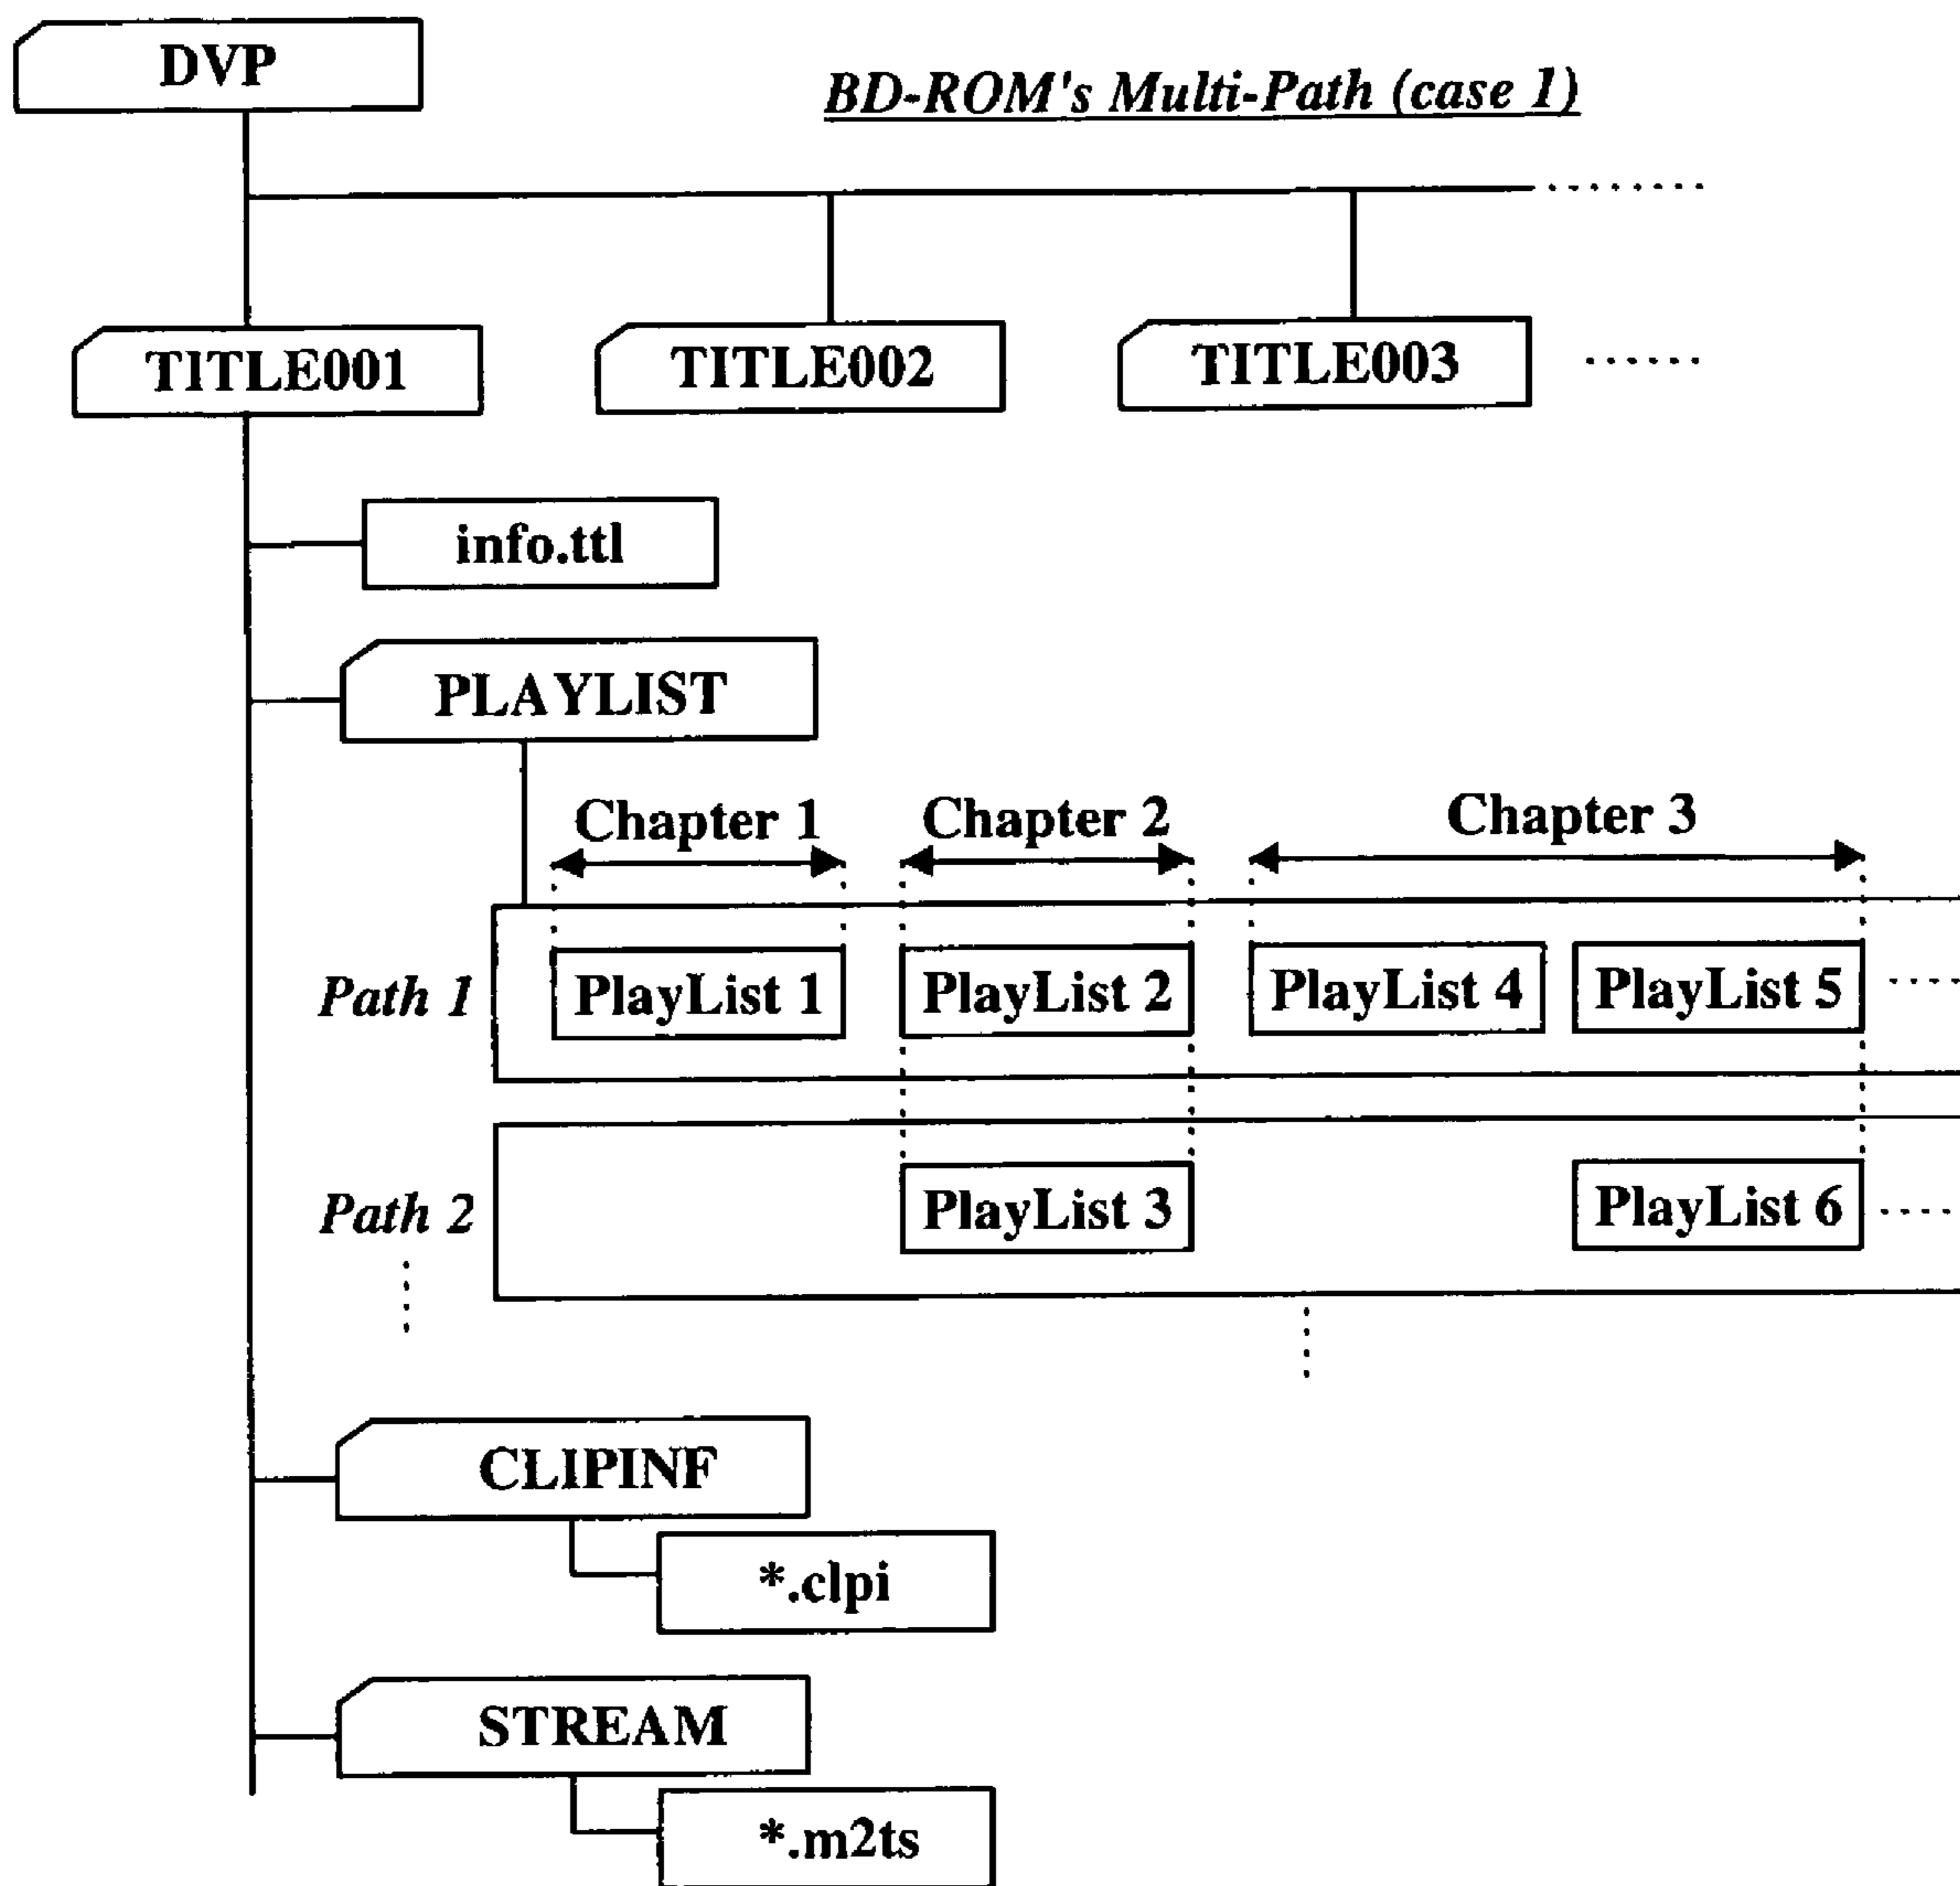 DVP
BD-ROM's Multi-Path (case 1)
TITLE001
TITLE002
TITLE003
info.ttl
PLAYLIST
Chapter 1
Chapter 2
Chapter 3
Path 1
PlayList 1
PlayList 2
PlayList 4
PlayList 5
Path 2
PlayList 3
PlayList 6
CLIPINF
*.clpi
STREAM
*.m2ts